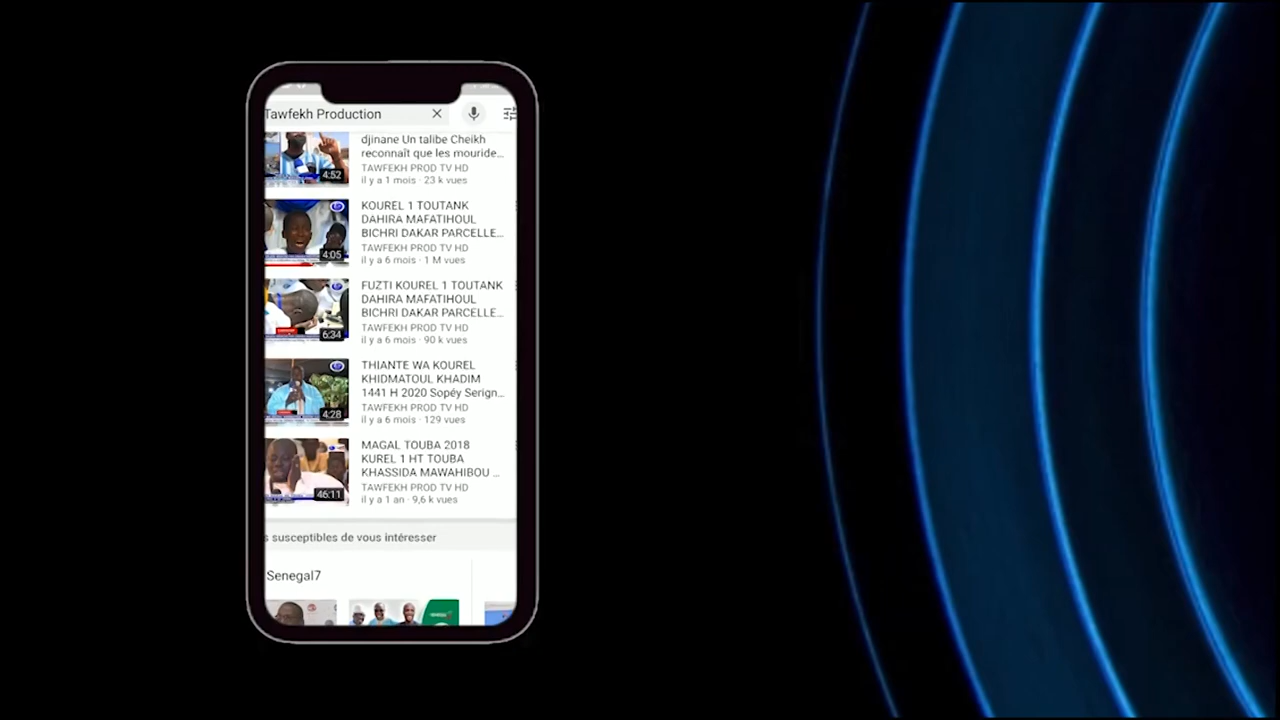 Tawfekh Production
djinane Un talibe Cheikh
reconnaît que les mouride...
TAWFEKH PROD TV HD
il y a 1 mois · 23 k vues
4:52
KOUREL 1 TOUTANK
DAHIRA MAFATIHOUL
BICHRI DAKAR PARCELLE...
TAWFEKH PROD TV HD
il y a 6 mois · 1 M vues
4:05
FUZTI KOUREL 1 TOUTANK
DAHIRA MAFATIHOUL
BICHRI DAKAR PARCELLE...
TAWFEKH PROD TV HD
il y a 6 mois · 90 k vues
6:34
THIANTE WA KOUREL
KHIDMATOUL KHADIM
1441 H 2020 Sopéy Serign...
TAWFEKH PROD TV HD
il y a 6 mois · 129 vues
4:28
MAGAL TOUBA 2018
KUREL 1 HT TOUBA
KHASSIDA MAWAHIBOU ...
TAWFEKH PROD TV HD
il y a 1 an · 9,6 k vues
46:11
s susceptibles de vous intéresser
Senegal7